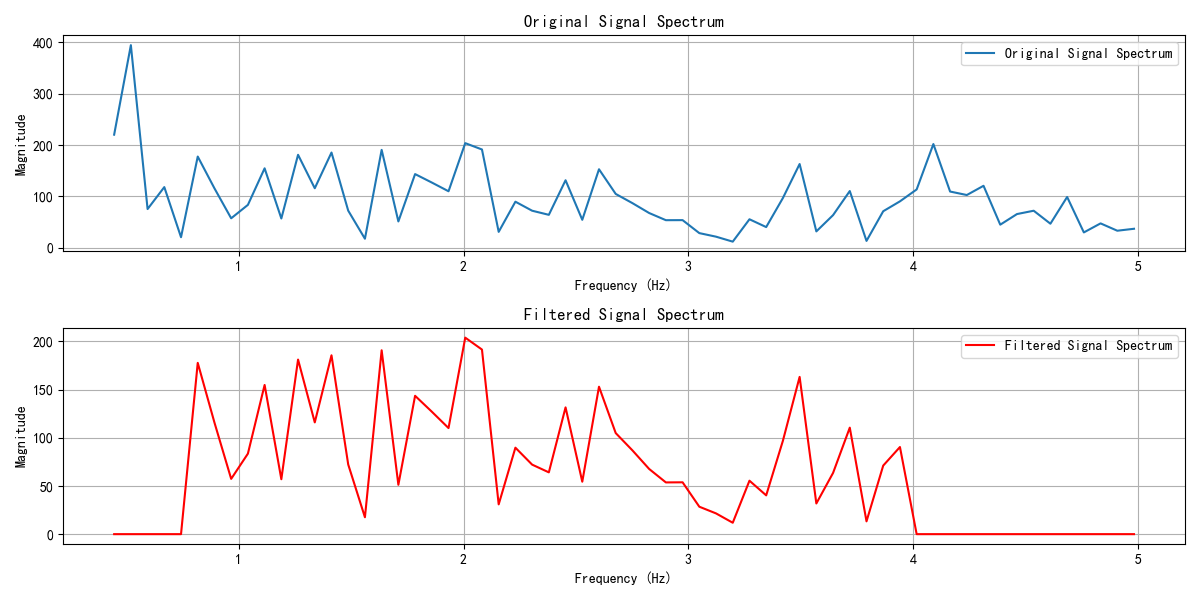 Original Signal Spectrum
Original Signal Spectrum
400
300
200
100
0
Magnitude
1 2 3 4 5
Frequency (Hz)
Filtered Signal Spectrum
Filtered Signal Spectrum
200
150
100
50
0
Magnitude
1 2 3 4 5
Frequency (Hz)